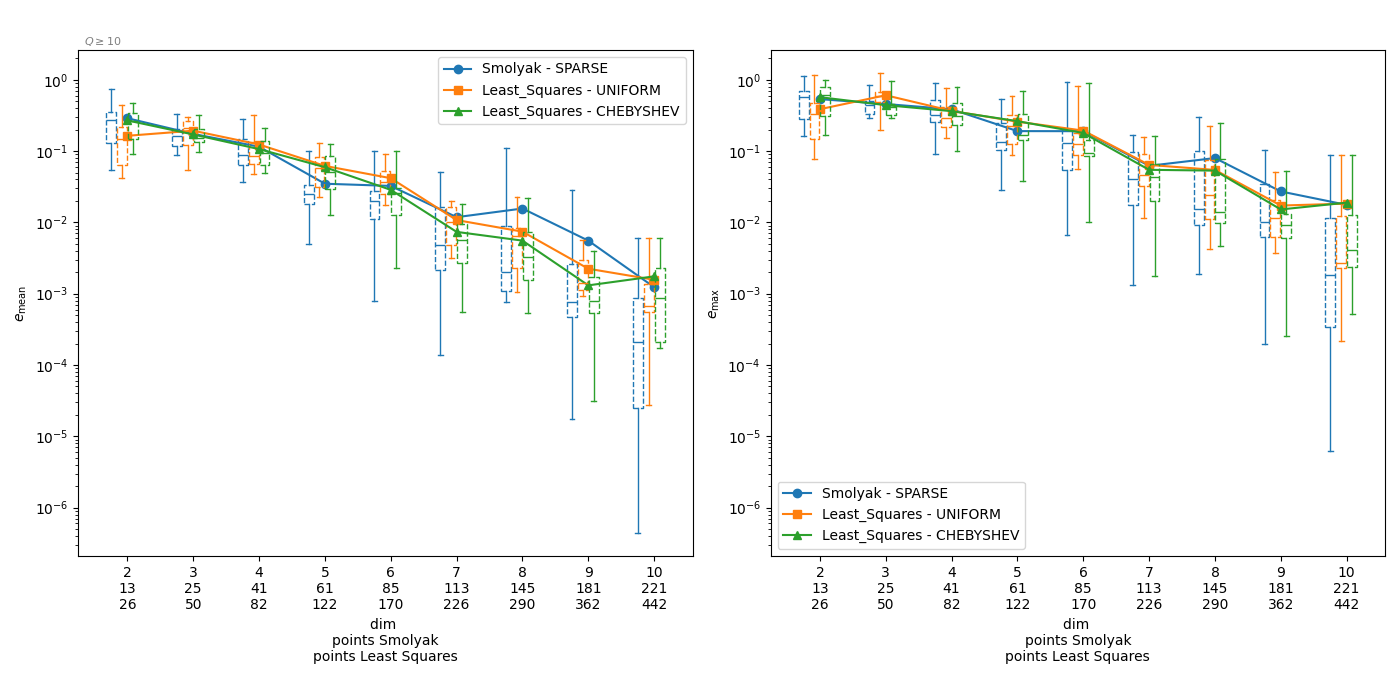 Q ≥ 10
Smolyak - SPARSE
Least_Squares - UNIFORM
Least_Squares - CHEBYSHEV
10⁰
10⁻¹
10⁻²
10⁻³
10⁻⁴
10⁻⁵
10⁻⁶
e_mean
2 3 4 5 6 7 8 9 10
13 25 41 61 85 113 145 181 221
26 50 82 122 170 226 290 362 442
dim
points Smolyak
points Least Squares
10⁰
10⁻¹
10⁻²
10⁻³
10⁻⁴
10⁻⁵
10⁻⁶
e_max
Smolyak - SPARSE
Least_Squares - UNIFORM
Least_Squares - CHEBYSHEV
2 3 4 5 6 7 8 9 10
13 25 41 61 85 113 145 181 221
26 50 82 122 170 226 290 362 442
dim
points Smolyak
points Least Squares